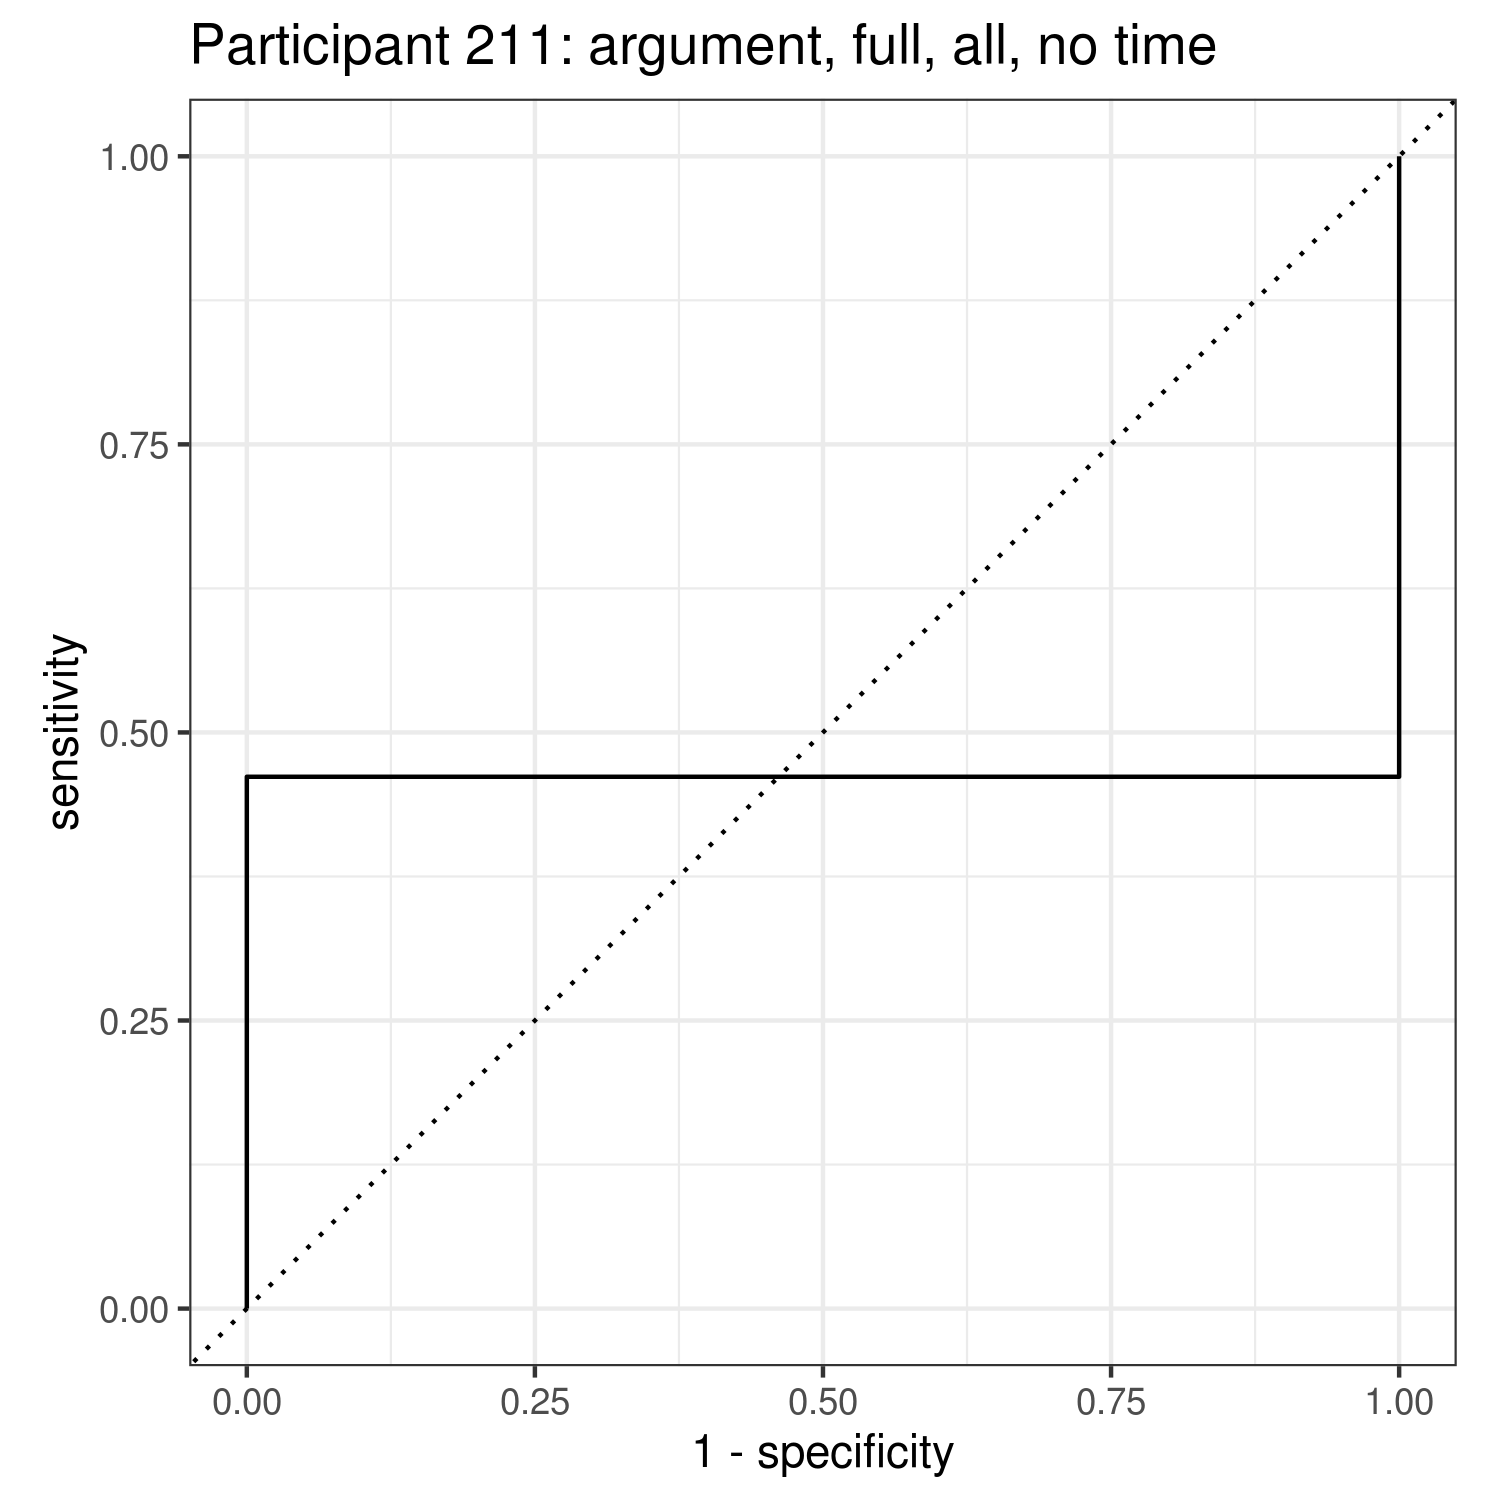 Participant 211: argument, full, all, no time
1.00
0.75
0.50
0.25
0.00
sensitivity
0.00 0.25 0.50 0.75 1.00
1 - specificity